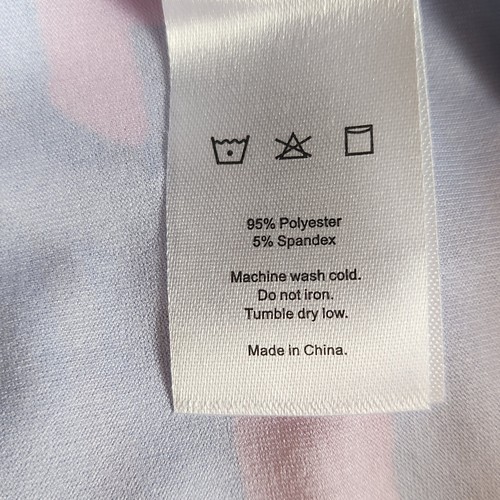 95% Polyester
5% Spandex
Machine wash cold.
Do not iron.
Tumble dry low.
Made in China.